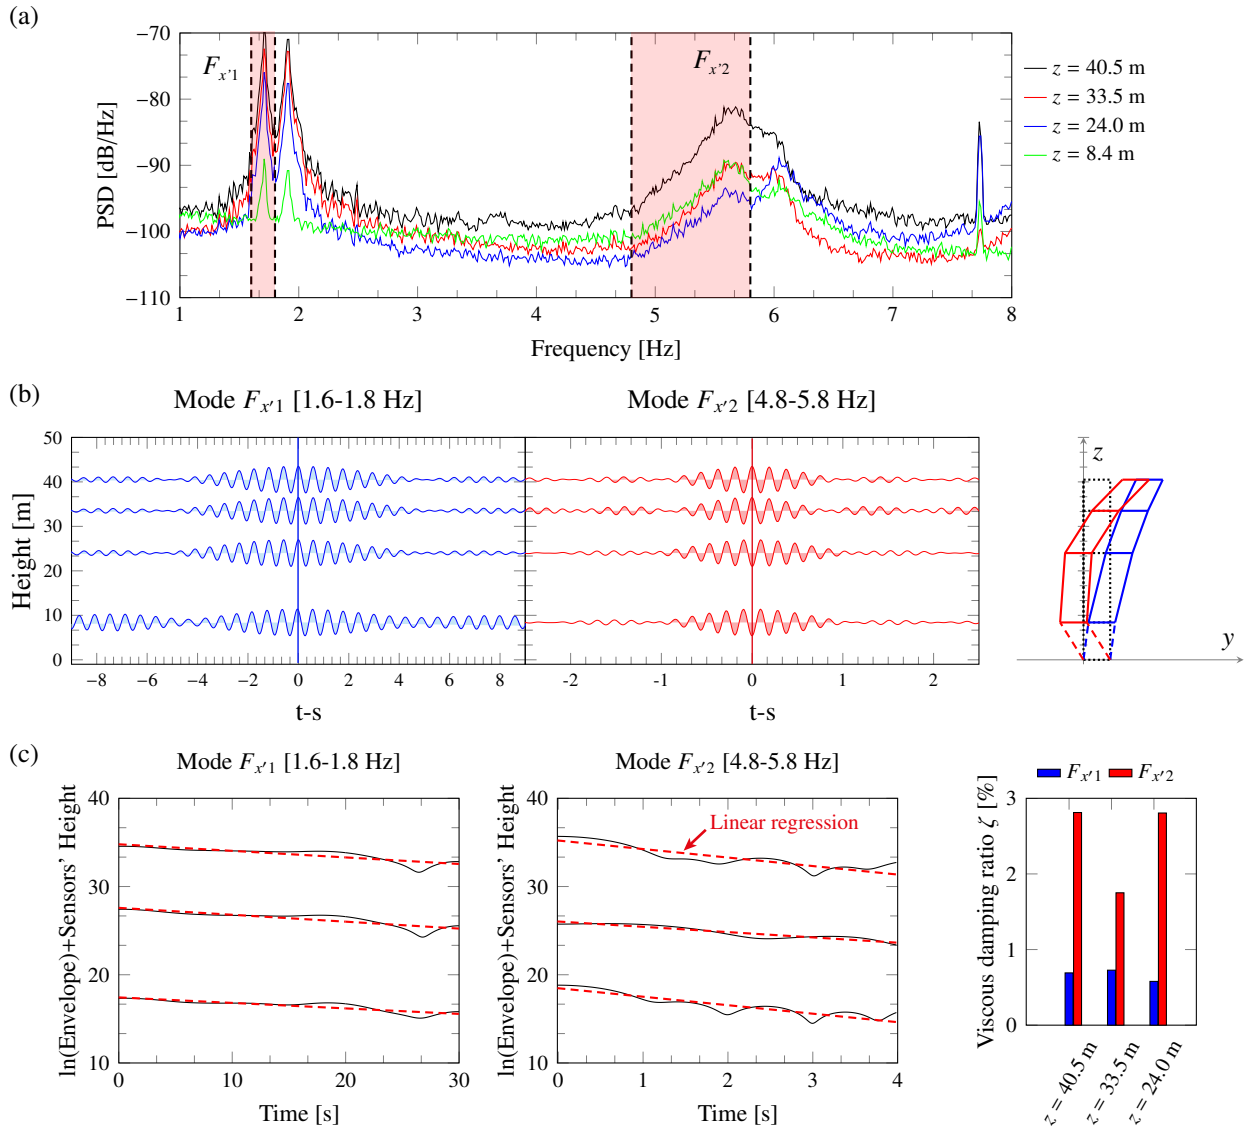 (a)
−70
−80
−90
−100
−110
PSD [dB/Hz]
F_x'1
F_x'2
1 2 3 4 5 6 7 8
Frequency [Hz]
z = 40.5 m
z = 33.5 m
z = 24.0 m
z = 8.4 m
(b)
Mode F_x'1 [1.6-1.8 Hz]
Mode F_x'2 [4.8-5.8 Hz]
50
40
30
20
10
0
Height [m]
−8 −6 −4 −2 0 2 4 6 8
t-s
-2 -1 0 1 2
t-s
z
y
(c)
Mode F_x'1 [1.6-1.8 Hz]
40
30
20
10
ln(Envelope)+Sensors' Height
0 10 20 30
Time [s]
Mode F_x'2 [4.8-5.8 Hz]
Linear regression
40
30
20
10
ln(Envelope)+Sensors' Height
0 1 2 3 4
Time [s]
F_x'1 F_x'2
3
2
1
0
Viscous damping ratio ζ [%]
z = 40.5 m
z = 33.5 m
z = 24.0 m